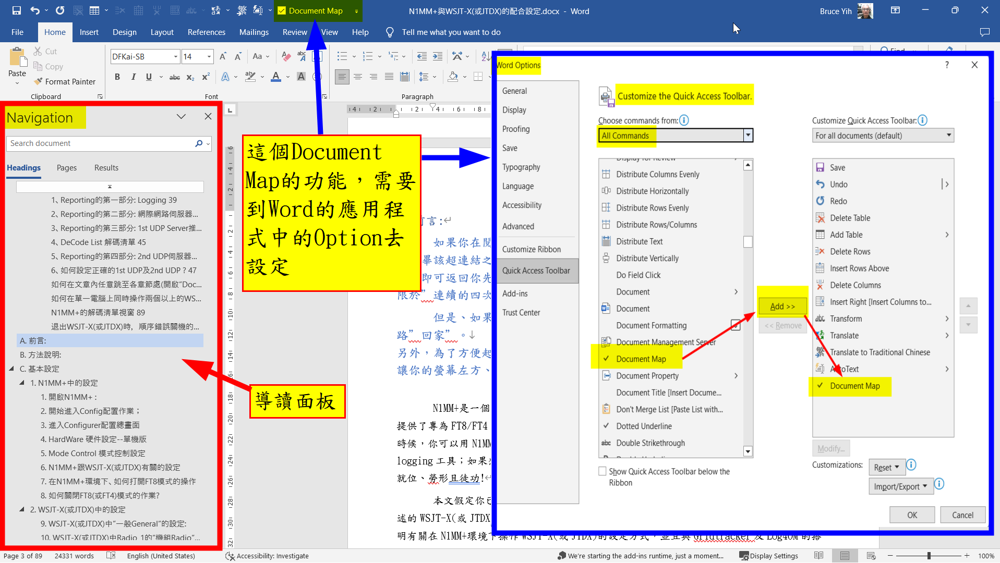 Document Map
N1MM+與WSJT-X(或JTDX)的配合設定.docx - Word
Bruce Yih
File Home Insert Design Layout References Mailings Review View Help Tell me what you want to do
Paste
Cut
Copy
Format Painter
Clipboard
DFKai-SB 14
Font
Paragraph
Find
Navigation
Search document
Headings Pages Results
1、Reporting的第一部分: Logging 39
2、Reporting的第二部分: 網際網路伺服器...
3、Reporting的第三部分: 1st UDP Server推...
4、DeCode List 解碼清單 45
5、Reporting的第四部分: 2nd UDP伺服器...
6、如何設定正確的1st UDP及2nd UDP ? 47
如何在文章內任意跳至各章節處(開啟"Doc...
如何在單一電腦上同時操作兩個以上的WS...
N1MM+的解碼清單視窗 89
退出WSJT-X(或JTDX)時，順序錯誤關機的...
A. 前言:
B. 方法說明:
C. 基本設定
1. N1MM+中的設定
1. 開啟N1MM+ :
2. 開始進入Config配置作業；
3. 進入Configurer配置總畫面
4. HardWare 硬件設定--單機版
5. Mode Control 模式控制設定
6. N1MM+跟WSJT-X(或JTDX)有關的設定
7. 在N1MM+環境下、如何打開FT8模式的操作
8. 如何關閉FT8(或FT4)模式的作業?
2. WSJT-X(或JTDX)中的設定
9. WSJT-X(或JTDX)中"一般General"的設定:
10. WSJT-X(或JTDX)中Radio 1的"機組Radio"...
這個Document
Map的功能，需要
到Word的應用程
式中的Option去
設定
導讀面板
言:
如果你在閱
畢該超連結之
即可返回你先
限於”連續的四次
但是、如果
路”回家”。
另外，為了方便起
讓你的螢幕左方、
N1MM+是一個
提供了專為 FT8/FT4
時候，你可以用 N1MM
logging 工具；如果
就位、勞形且徒功!
本文假定你已
述的 WSJT-X(或 JTDX
明有關在 N1MM+環境下操作 WSJT-X(或 JTDX)的設定方式，並且與 Gridtracker 及 Log4OM 的搭
Word Options
General
Display
Proofing
Save
Typography
Language
Accessibility
Advanced
Customize Ribbon
Quick Access Toolbar
Add-ins
Trust Center
Customize the Quick Access Toolbar.
Choose commands from:
All Commands
Display for Review
Distribute Columns Evenly
Distribute Horizontally
Distribute Rows Evenly
Distribute Rows/Columns
Distribute Text
Distribute Vertically
Do Field Click
Document
Document
Document Formatting
Document Management Server
Document Map
Document Property
Document Title [Insert Docume...
Don't Merge List [Paste List with...
Dotted Underline
Double Strikethrough
Show Quick Access Toolbar below the
Ribbon
Add >>
<< Remove
Customize Quick Access Toolbar:
For all documents (default)
Save
Undo
Redo
Delete Table
Add Table
Delete Rows
Insert Rows Above
Delete Columns
Insert Right [Insert Columns to...
Transform
Translate
Translate to Traditional Chinese
AutoText
Document Map
Modify...
Customizations: Reset
Import/Export
OK Cancel
Page 3 of 89 24331 words English (United States) Accessibility: Investigate We're starting the add-ins runtime, just a moment... Display Settings 100%